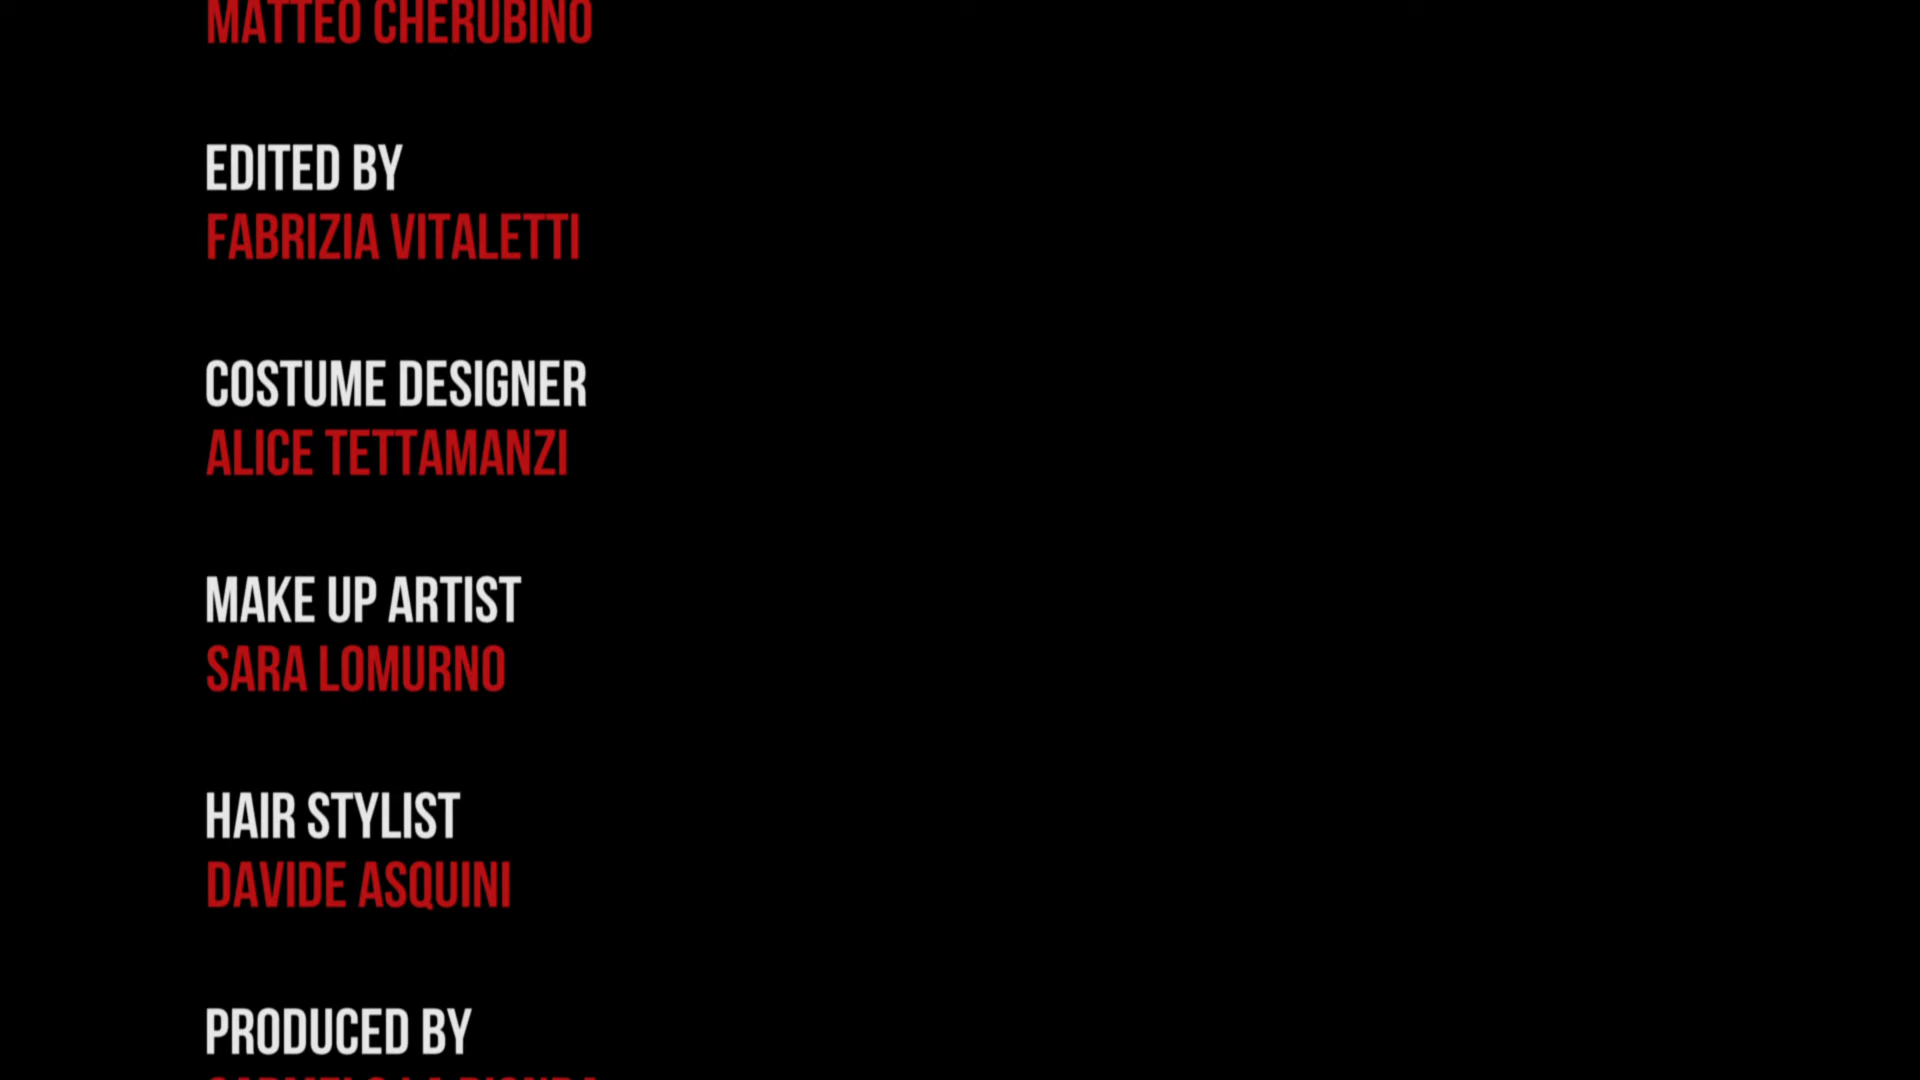 MATTEO CHERUBINO
EDITED BY
FABRIZIA VITALETTI
COSTUME DESIGNER
ALICE TETTAMANZI
MAKE UP ARTIST
SARA LOMURNO
HAIR STYLIST
DAVIDE ASQUINI
PRODUCED BY